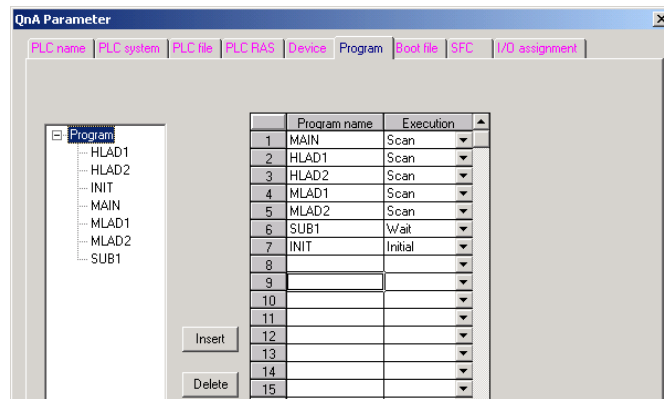 QnA Parameter
PLC name PLC system PLC file PLC RAS Device Program Boot file SFC I/O assignment
Program
HLAD1
HLAD2
INIT
MAIN
MLAD1
MLAD2
SUB1
Program name Execution
1 MAIN Scan
2 HLAD1 Scan
3 HLAD2 Scan
4 MLAD1 Scan
5 MLAD2 Scan
6 SUB1 Wait
7 INIT Initial
8
9
10
11
12
13
14
15
Insert
Delete